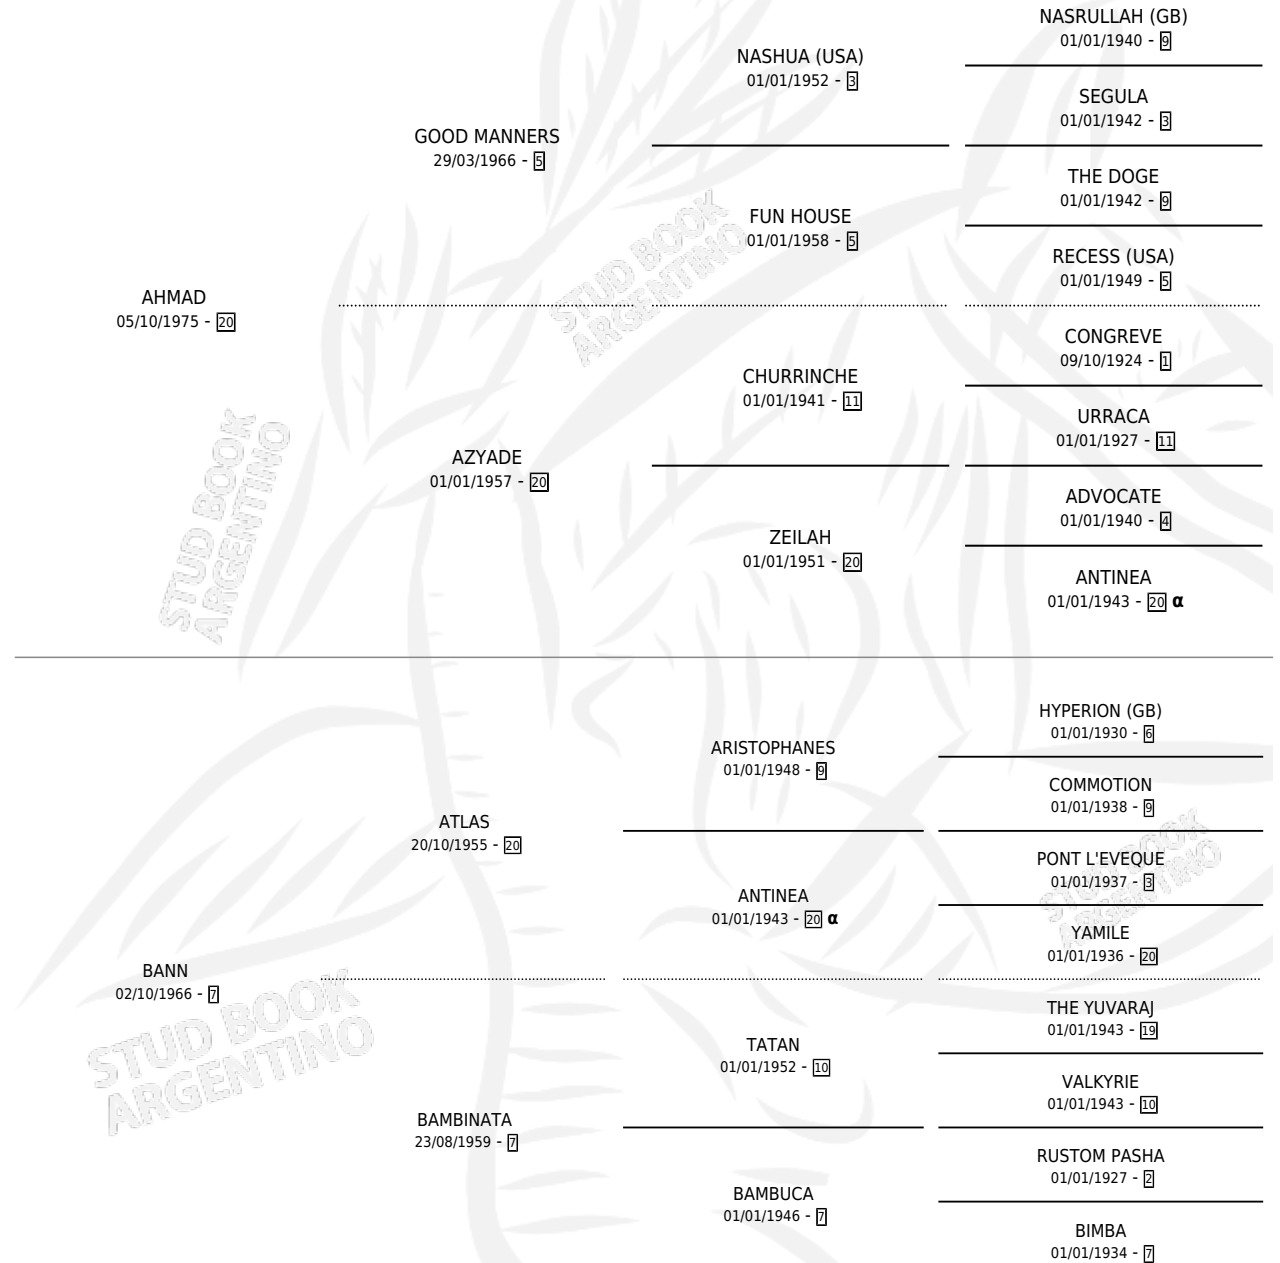 NASRULLAH (GB)
01/01/1940 - 9
NASHUA (USA)
01/01/1952 - 3
SEGULA
01/01/1942 - 3
GOOD MANNERS
29/03/1966 - 5
THE DOGE
01/01/1942 - 9
FUN HOUSE
01/01/1958 - 5
RECESS (USA)
01/01/1949 - 5
AHMAD
05/10/1975 - 20
CONGREVE
09/10/1924 - 1
CHURRINCHE
01/01/1941 - 11
URRACA
01/01/1927 - 11
AZYADE
01/01/1957 - 20
ADVOCATE
01/01/1940 - 4
ZEILAH
01/01/1951 - 20
ANTINEA
01/01/1943 - 20 α
HYPERION (GB)
01/01/1930 - 6
ARISTOPHANES
01/01/1948 - 9
COMMOTION
01/01/1938 - 9
ATLAS
20/10/1955 - 20
PONT L'EVEQUE
01/01/1937 - 3
ANTINEA
01/01/1943 - 20 α
YAMILE
01/01/1936 - 20
BANN
02/10/1966 - 7
THE YUVARAJ
01/01/1943 - 19
TATAN
01/01/1952 - 10
VALKYRIE
01/01/1943 - 10
BAMBINATA
23/08/1959 - 7
RUSTOM PASHA
01/01/1927 - 2
BAMBUCA
01/01/1946 - 7
BIMBA
01/01/1934 - 7
STUD BOOK
ARGENTINO
STUD BOOK
ARGENTINO
STUD BOOK
ARGENTINO
STUD BOOK
ARGENTINO